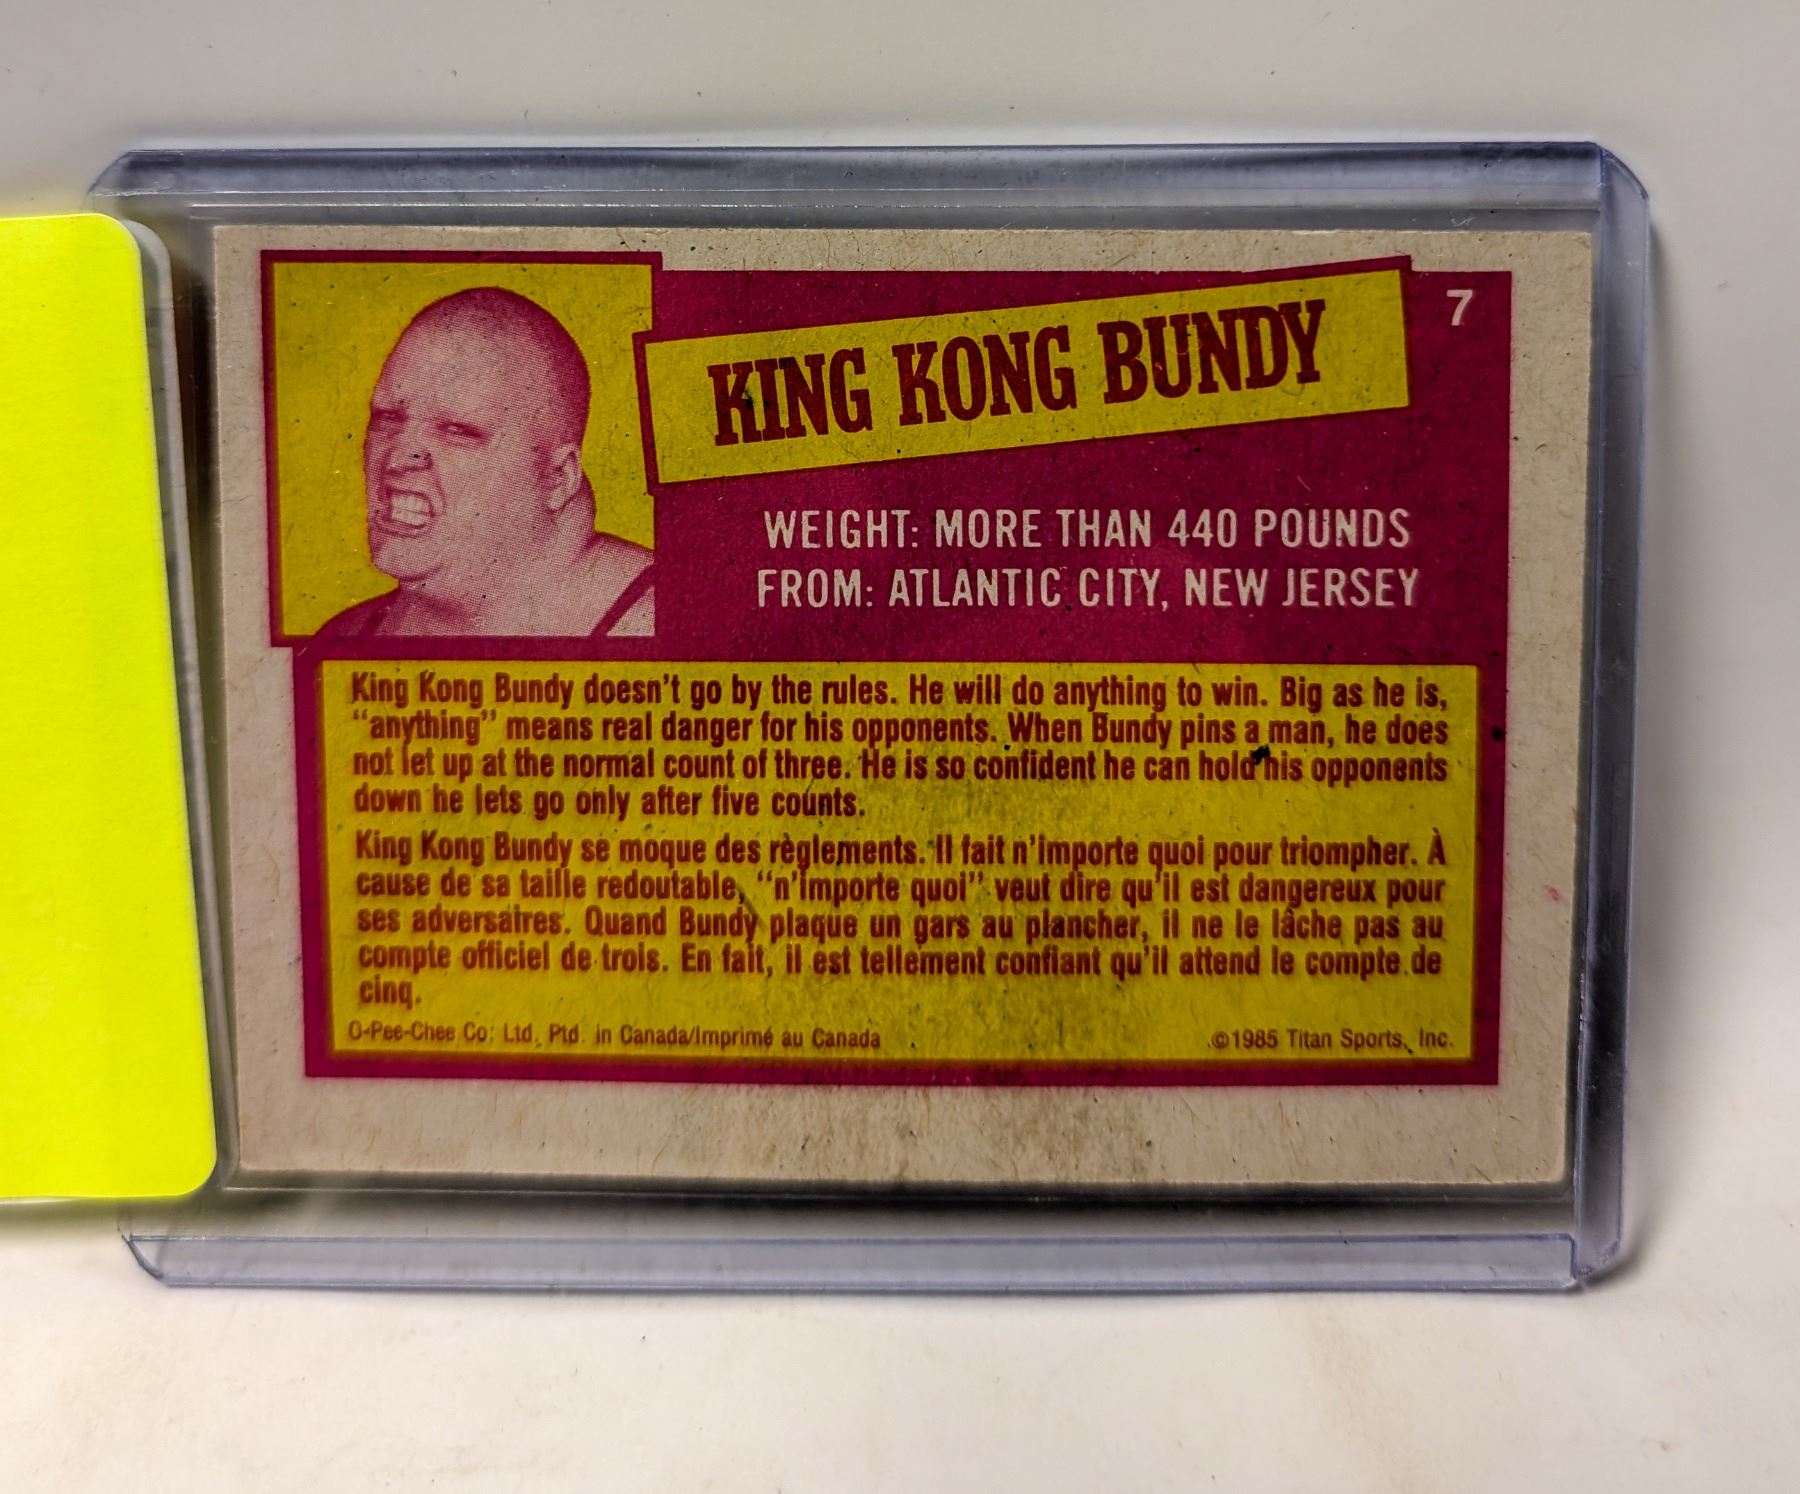 7
KING KONG BUNDY
WEIGHT: MORE THAN 440 POUNDS
FROM: ATLANTIC CITY, NEW JERSEY
King Kong Bundy doesn't go by the rules. He will do anything to win. Big as he is,
"anything" means real danger for his opponents. When Bundy pins a man, he does
not let up at the normal count of three. He is so confident he can hold his opponents
down he lets go only after five counts.
King Kong Bundy se moque des règlements. Il fait n'importe quoi pour triompher. À
cause de sa taille redoutable, "n'importe quoi" veut dire qu'il est dangereux pour
ses adversaires. Quand Bundy plaque un gars au plancher, il ne le lâche pas au
compte officiel de trois. En fait, il est tellement confiant qu'il attend le compte de
cinq.
O-Pee-Chee Co. Ltd. Ptd. in Canada/Imprimé au Canada
©1985 Titan Sports, Inc.